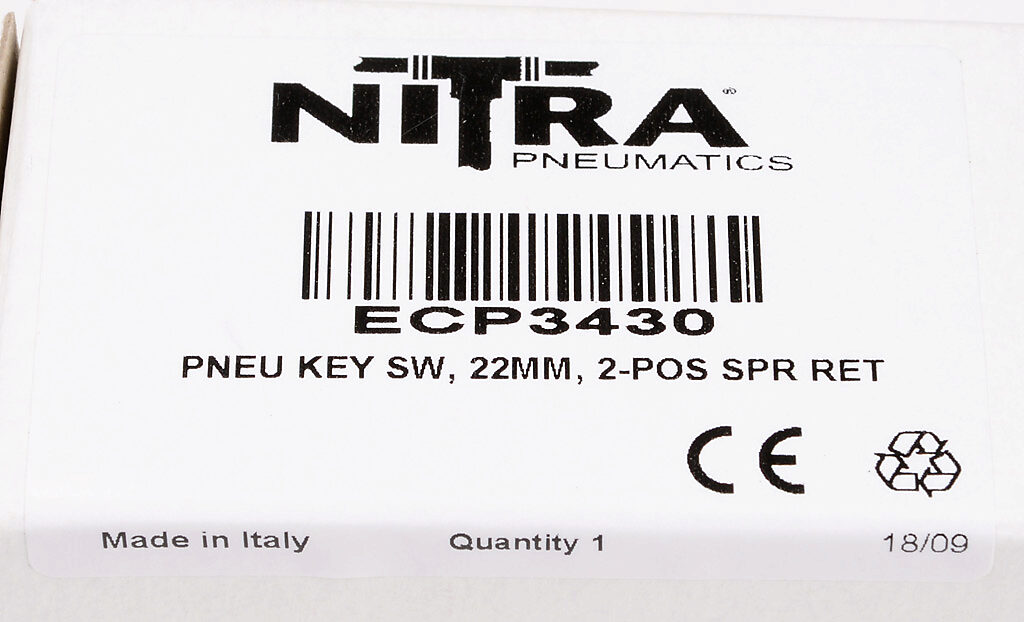 NITRA®
PNEUMATICS
ECP3430
PNEU KEY SW, 22MM, 2-POS SPR RET
CE
Made in Italy Quantity 1 18/09